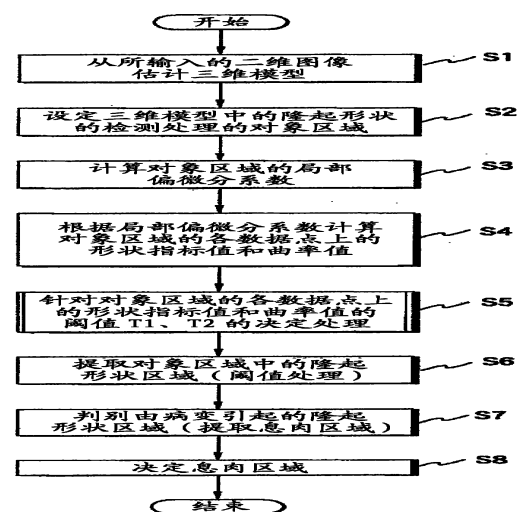 开始
从所输入的二维图像
估计三维模型
S1
设定三维模型中的隆起形状
的检测处理的对象区域
S2
计算对象区域的局部
偏微分系数
S3
根据局部偏微分系数计算
对象区域的各数据点上的
形状指标值和曲率值
S4
针对对象区域的各数据点上
的形状指标值和曲率值的
阈值 T1、T2 的决定处理
S5
提取对象区域中的隆起
形状区域（阈值处理）
S6
判别由病变引起的隆起
形状区域（提取息肉区域）
S7
决定息肉区域
S8
结束